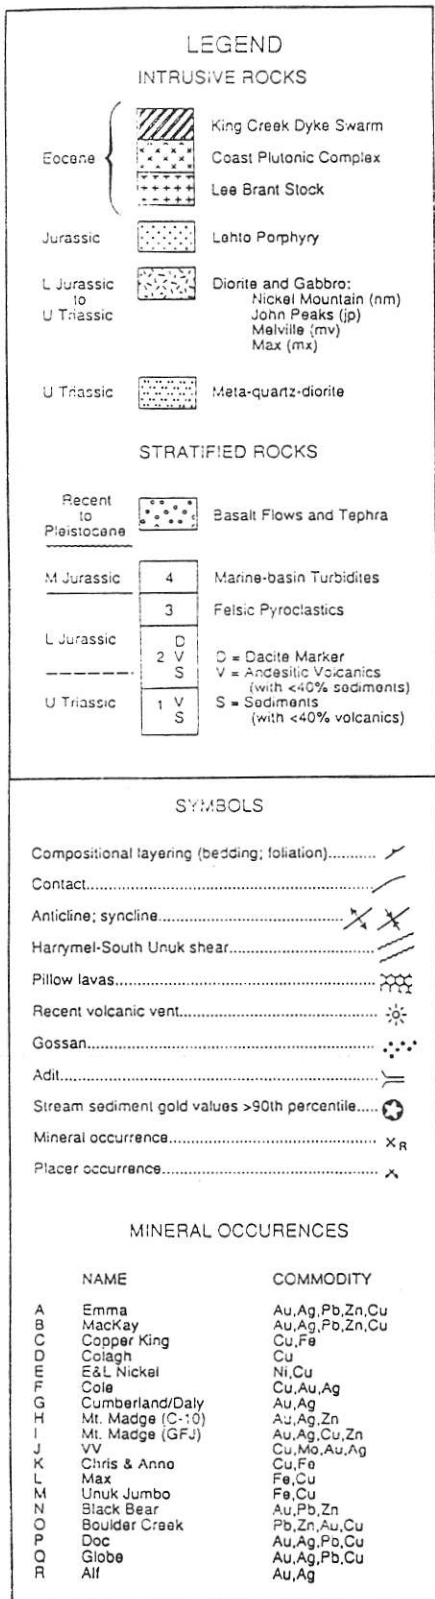 LEGEND
INTRUSIVE ROCKS
Eocene
King Creek Dyke Swarm
Coast Plutonic Complex
Lee Brant Stock
Jurassic Lehto Porphyry
L Jurassic to U Triassic
Diorite and Gabbro:
Nickel Mountain (nm)
John Peaks (jp)
Melville (mv)
Max (mx)
U Triassic Meta-quartz-diorite
STRATIFIED ROCKS
Recent to Pleistocene
Basalt Flows and Tephra
M Jurassic 4 Marine-basin Turbidites
3 Felsic Pyroclastics
L Jurassic
2 D V S
D = Dacite Marker
V = Andesitic Volcanics
(with <40% sediments)
U Triassic 1 V S
S = Sediments
(with <40% volcanics)
SYMBOLS
Compositional layering (bedding; foliation)...........
Contact
Anticline; syncline
Harrymel-South Unuk shear
Pillow lavas
Recent volcanic vent
Gossan
Adit
Stream sediment gold values >90th percentile.....
Mineral occurrence XR
Placer occurrence
MINERAL OCCURENCES
NAME COMMODITY
A Emma Au,Ag,Pb,Zn,Cu
B MacKay Au,Ag,Pb,Zn,Cu
C Copper King Cu,Fe
D Colagh Cu
E E&L Nickel Ni,Cu
F Cole Cu,Au,Ag
G Cumberland/Daly Au,Ag
H Mt. Madge (C-10) Au,Ag,Zn
I Mt. Madge (GFJ) Au,Ag,Cu,Zn
J VV Cu,Mo,Au,Ag
K Chris & Anno Cu,Fe
L Max Fe,Cu
M Unuk Jumbo Fe,Cu
N Black Bear Au,Pb,Zn
O Boulder Creek Pb,Zn,Au,Cu
P Doc Au,Ag,Pb,Cu
Q Globe Au,Ag,Pb,Cu
R Alf Au,Ag